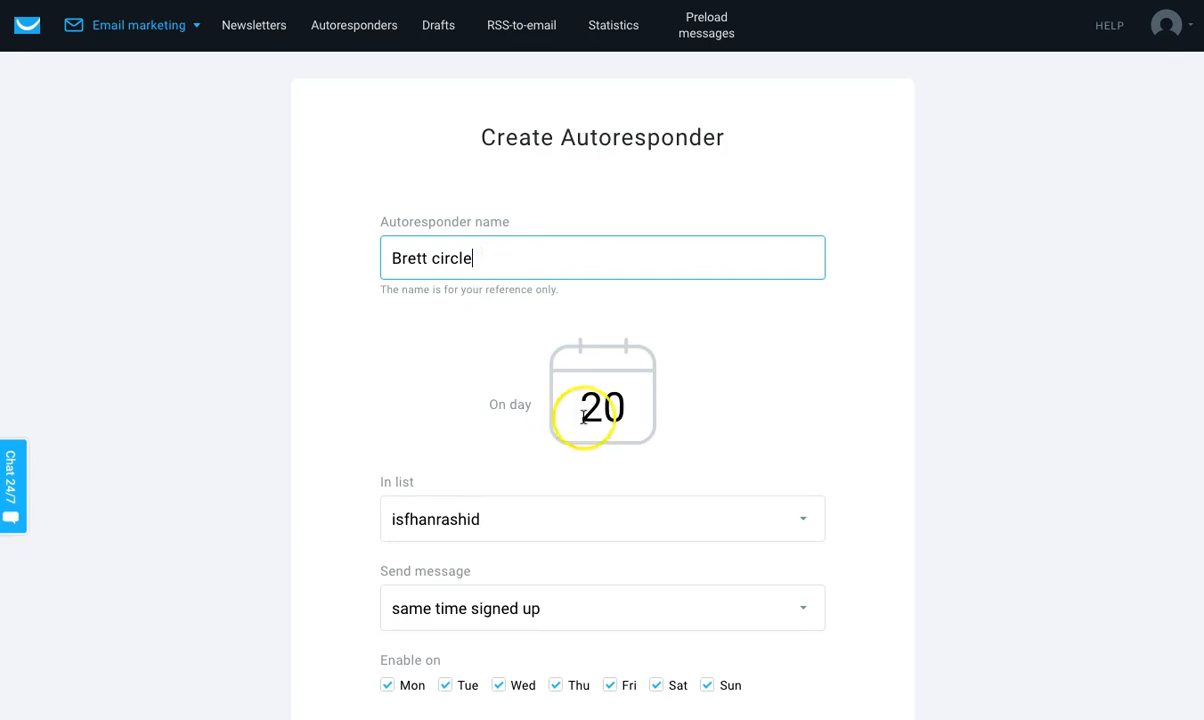 Email marketing
Newsletters
Autoresponders
Drafts
RSS-to-email
Statistics
Preload
messages
HELP
Create Autoresponder
Autoresponder name
Brett circle
The name is for your reference only.
On day
20
In list
isfhanrashid
Chat 24/7
Send message
same time signed up
Enable on
Mon Tue Wed Thu Fri Sat Sun